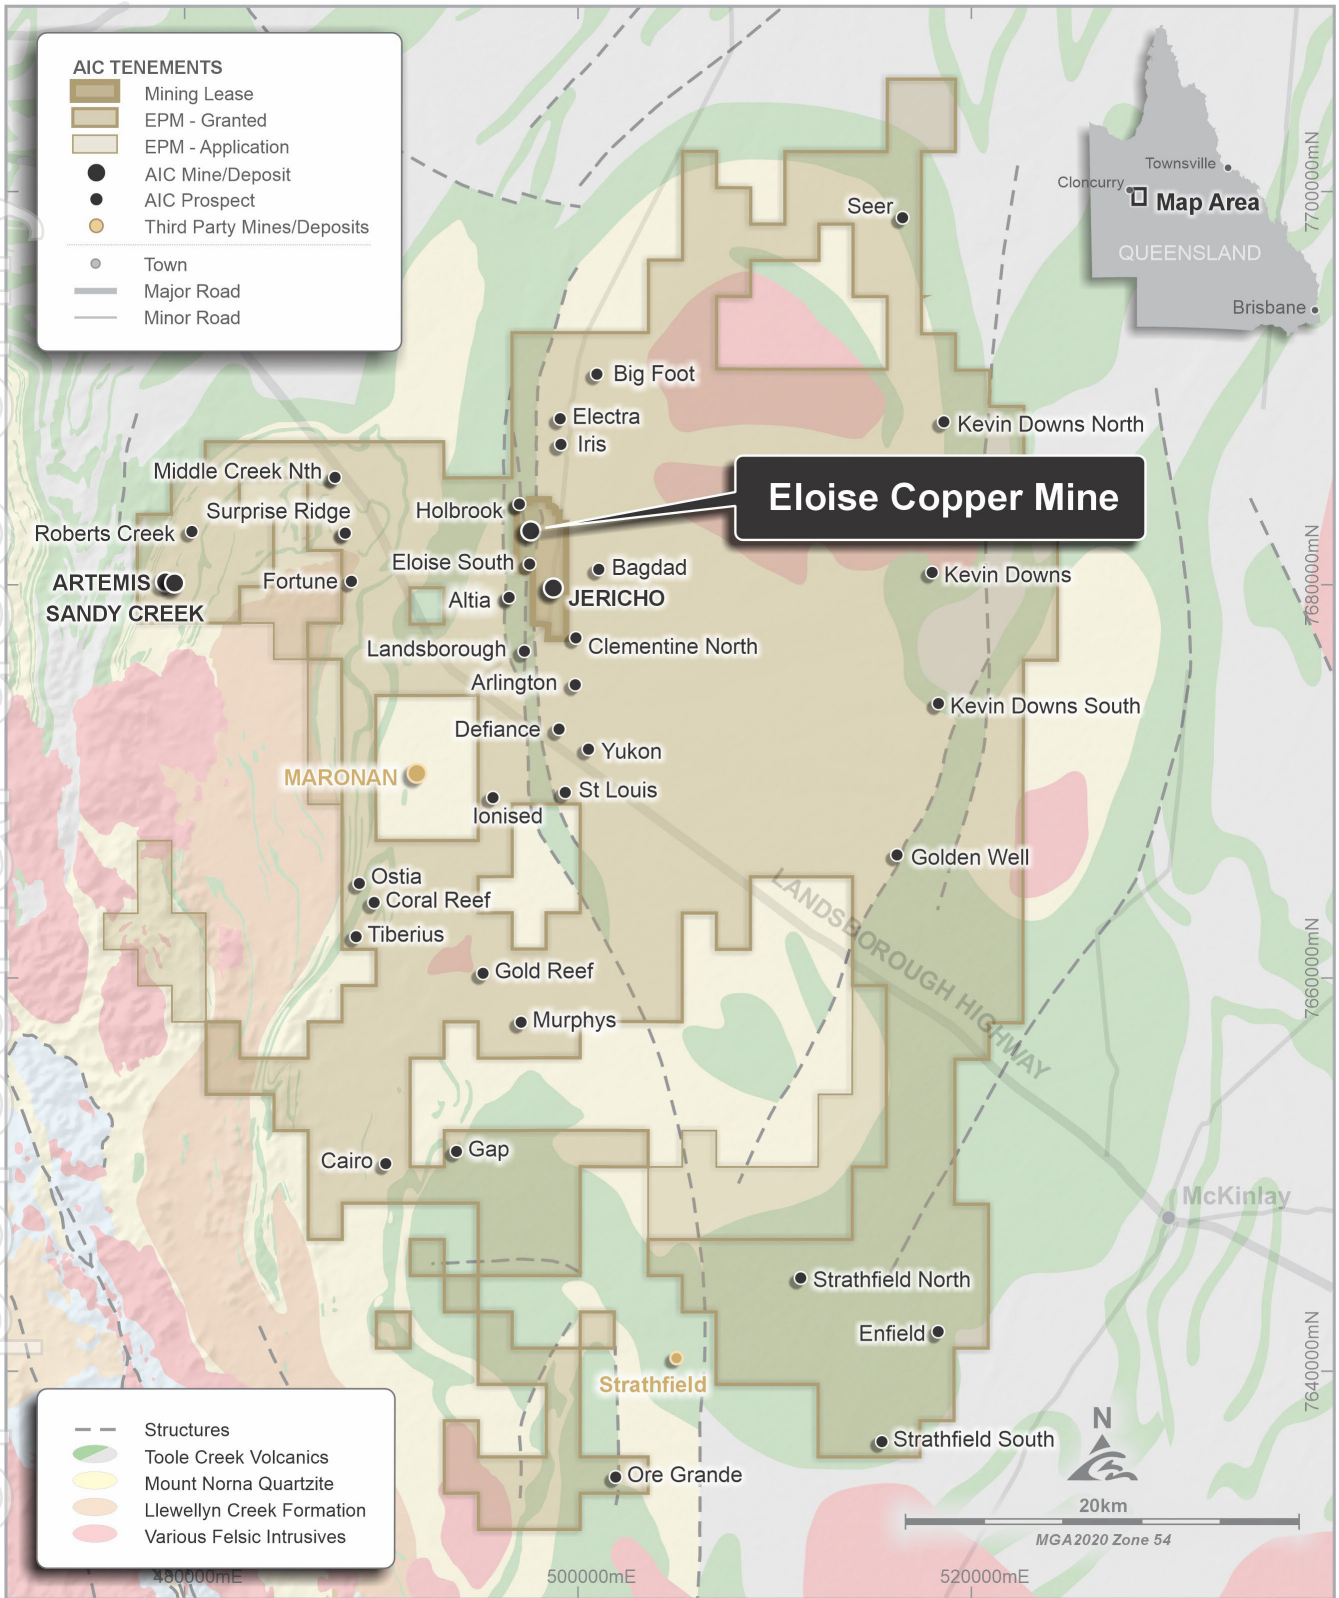 AIC TENEMENTS
Mining Lease
EPM - Granted
EPM - Application
AIC Mine/Deposit
AIC Prospect
Third Party Mines/Deposits
Town
Major Road
Minor Road
Townsville
Cloncurry
Map Area
QUEENSLAND
Brisbane
7700000mN
Seer
Big Foot
Electra
Iris
Kevin Downs North
Middle Creek Nth
Surprise Ridge
Roberts Creek
Holbrook
Eloise Copper Mine
Eloise South
Bagdad
Kevin Downs
7680000mN
ARTEMIS
Fortune
SANDY CREEK
Altia
JERICHO
Landsborough
Clementine North
Arlington
Kevin Downs South
Defiance
Yukon
MARONAN
St Louis
Ionised
Golden Well
LANDSBOROUGH HIGHWAY
Ostia
Coral Reef
Tiberius
Gold Reef
7660000mN
Murphys
Gap
Cairo
McKinlay
Strathfield North
Enfield
Strathfield
7640000mN
Strathfield South
Ore Grande
Structures
Toole Creek Volcanics
Mount Norna Quartzite
Llewellyn Creek Formation
Various Felsic Intrusives
N
20km
MGA2020 Zone 54
480000mE
500000mE
520000mE